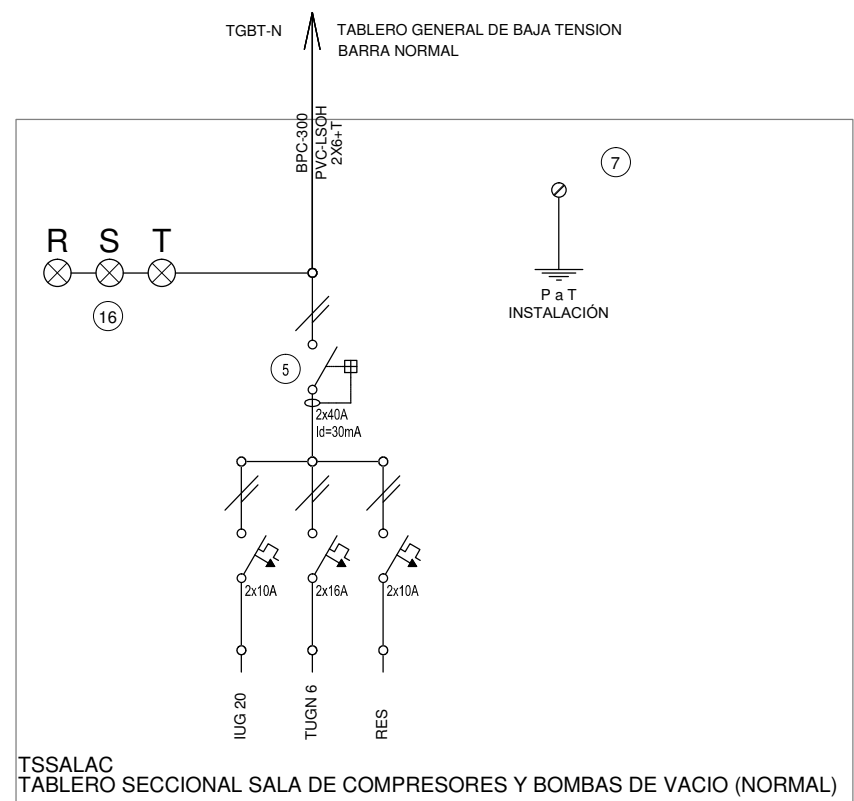 TGBT-N
TABLERO GENERAL DE BAJA TENSION
BARRA NORMAL
BPC-300
PVC-LSOH
2X6+T
7
R S T
16
P a T
INSTALACIÓN
5
2x40A
Id=30mA
2x10A
2x16A
2x10A
IUG 20
TUGN 6
RES
TSSALAC
TABLERO SECCIONAL SALA DE COMPRESORES Y BOMBAS DE VACIO (NORMAL)